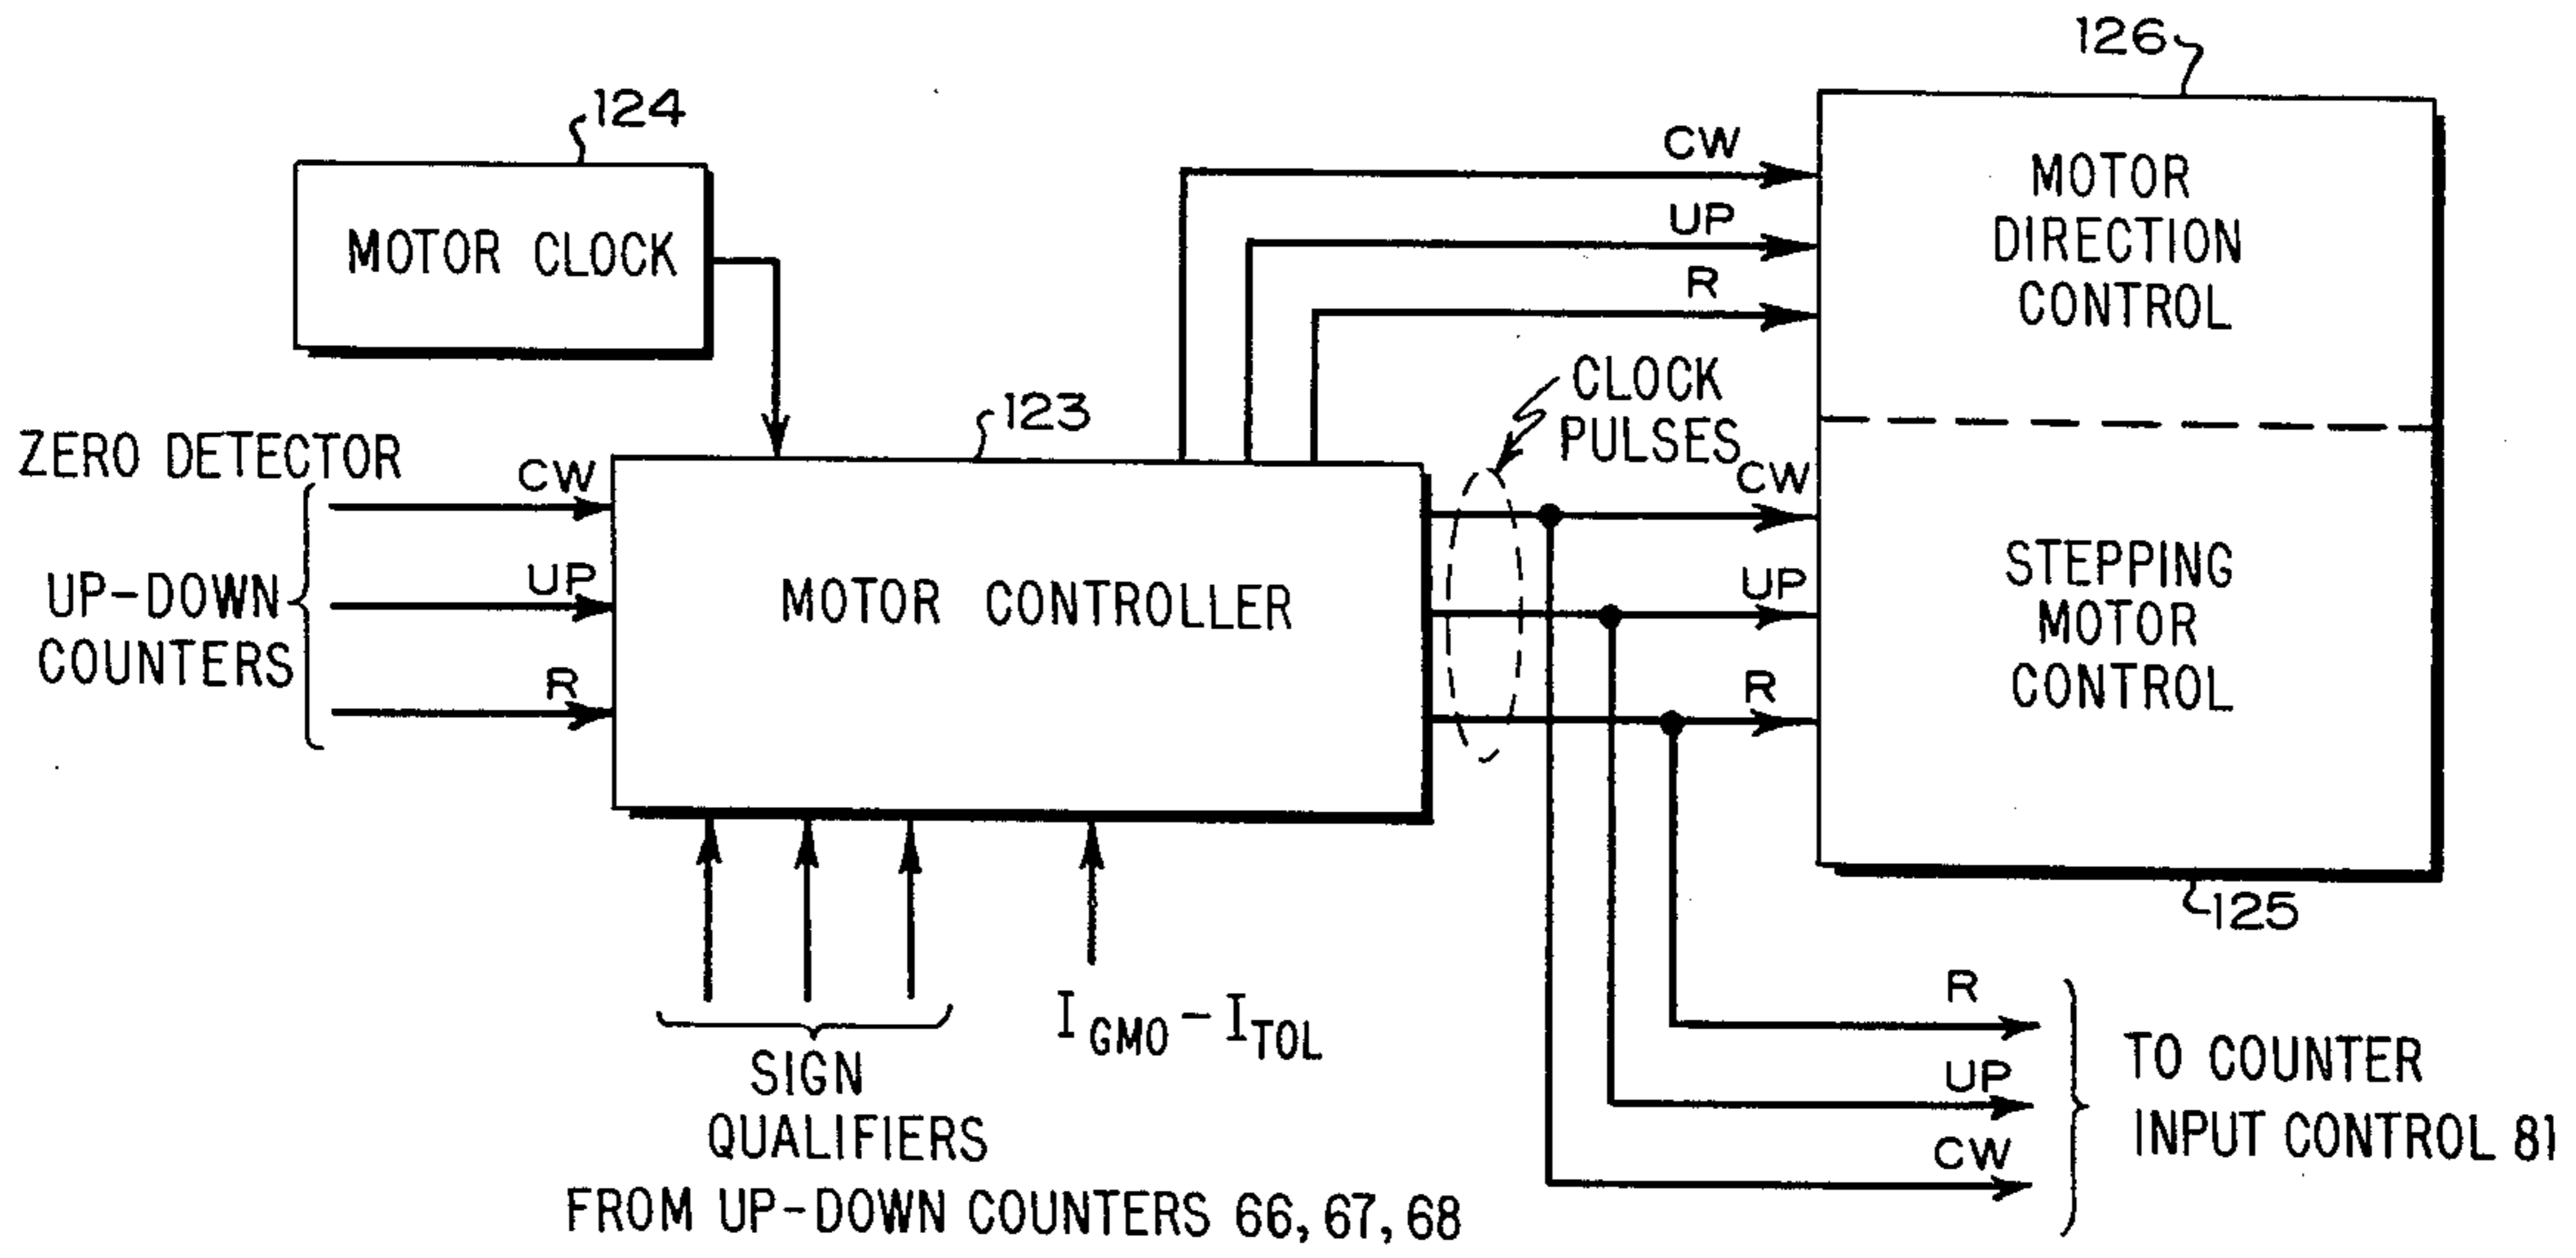 126
124
CW
MOTOR
DIRECTION
CONTROL
UP
R
MOTOR CLOCK
CLOCK
PULSES
123
ZERO DETECTOR
CW
UP
R
UP-DOWN
COUNTERS
MOTOR CONTROLLER
CW
UP
R
STEPPING
MOTOR
CONTROL
125
SIGN
QUALIFIERS
FROM UP-DOWN COUNTERS 66, 67, 68
I GMO - I TOL
R
UP
CW
TO COUNTER
INPUT CONTROL 81